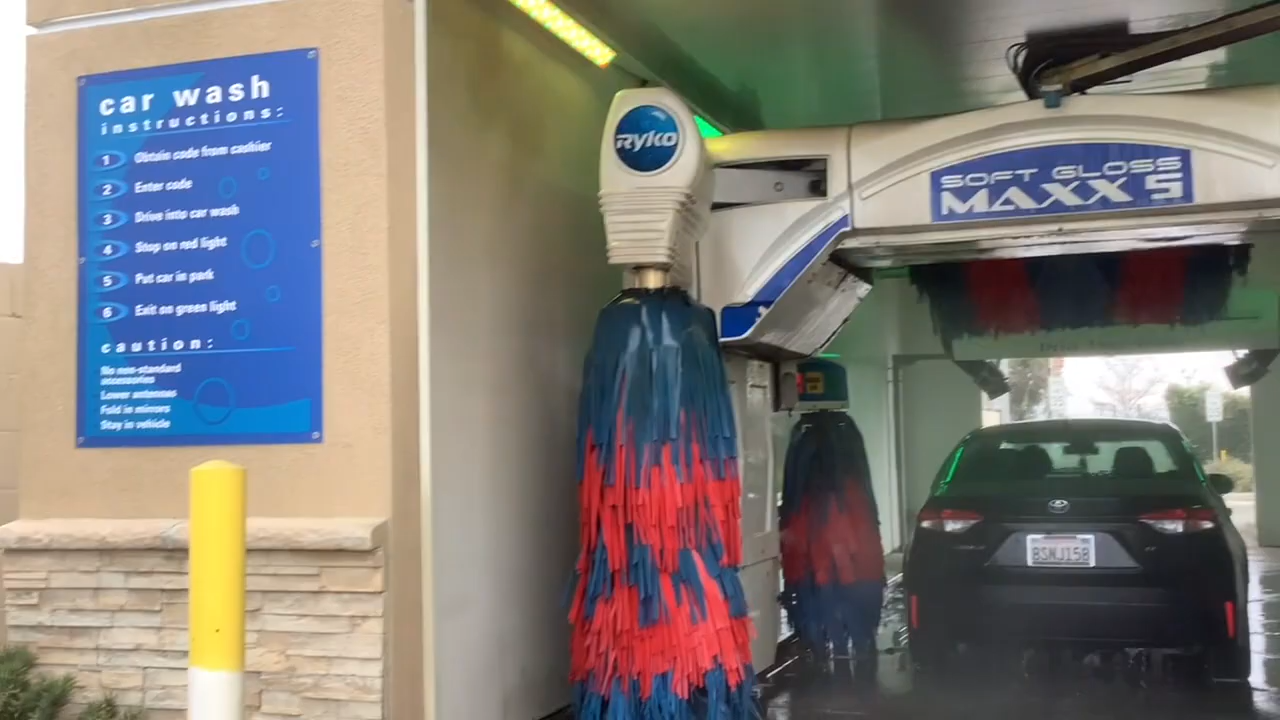 car wash
instructions:
1 Obtain code from cashier
2 Enter code
3 Drive into car wash
4 Stop on red light
5 Put car in park
6 Exit on green light
caution:
No non-standard
accessories
Lower antennas
Fold in mirrors
Stay in vehicle
RYKO
SOFT GLOSS
MAXX 5
8SNJ158